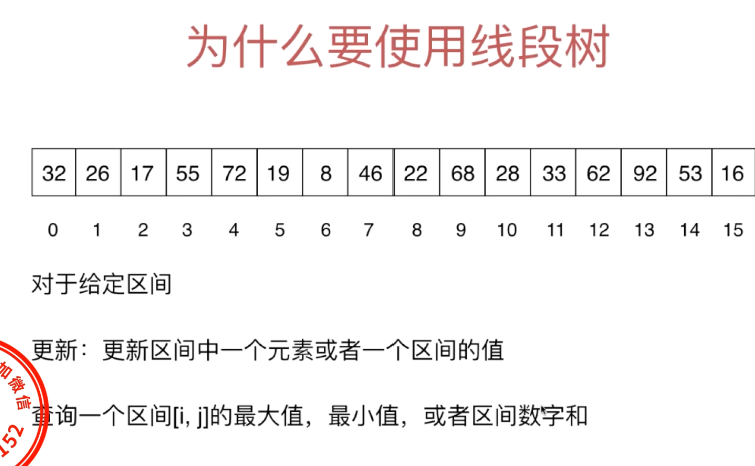 为什么要使用线段树
32 26 17 55 72 19 8 46 22 68 28 33 62 92 53 16
0 1 2 3 4 5 6 7 8 9 10 11 12 13 14 15
对于给定区间
更新：更新区间中一个元素或者一个区间的值
查询一个区间[i, j]的最大值，最小值，或者区间数字和
加微信
152